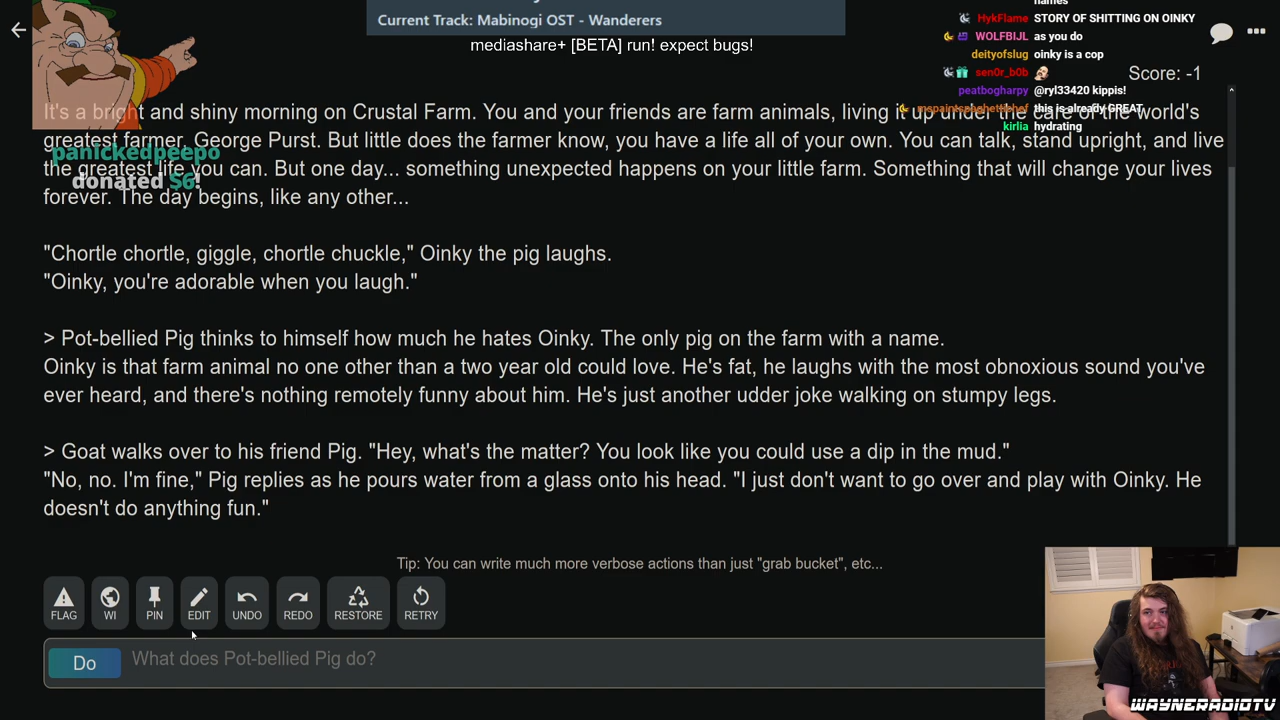 names
Current Track: Mabinogi OST - Wanderers
mediashare+ [BETA] run! expect bugs!
HykFlame STORY OF SHITTING ON OINKY
WOLFBIJL as you do
deityofslug oinky is a cop
sen0r_b0b
peatbogharpy @ryl33420 kippis!
mspaintspaghettichef this is already GREAT
kirlia hydrating
Score: -1
panickedpeepo
donated $6!
It's a bright and shiny morning on Crustal Farm. You and your friends are farm animals, living it up under the care of the world's
greatest farmer, George Purst. But little does the farmer know, you have a life all of your own. You can talk, stand upright, and live
the greatest life you can. But one day... something unexpected happens on your little farm. Something that will change your lives
forever. The day begins, like any other...
"Chortle chortle, giggle, chortle chuckle," Oinky the pig laughs.
"Oinky, you're adorable when you laugh."
> Pot-bellied Pig thinks to himself how much he hates Oinky. The only pig on the farm with a name.
Oinky is that farm animal no one other than a two year old could love. He's fat, he laughs with the most obnoxious sound you've
ever heard, and there's nothing remotely funny about him. He's just another udder joke walking on stumpy legs.
> Goat walks over to his friend Pig. "Hey, what's the matter? You look like you could use a dip in the mud."
"No, no. I'm fine," Pig replies as he pours water from a glass onto his head. "I just don't want to go over and play with Oinky. He
doesn't do anything fun."
Tip: You can write much more verbose actions than just "grab bucket", etc...
FLAG WI PIN EDIT UNDO REDO RESTORE RETRY
Do What does Pot-bellied Pig do?
WAYNERADIOTV